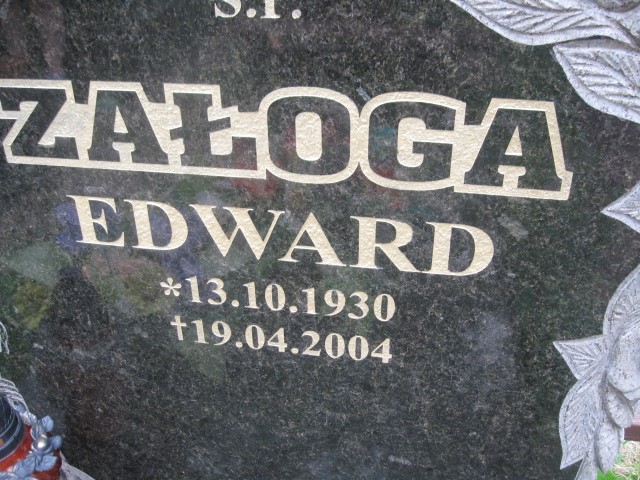 Ś.P.
ZAŁOGA
EDWARD
*13.10.1930
†19.04.2004